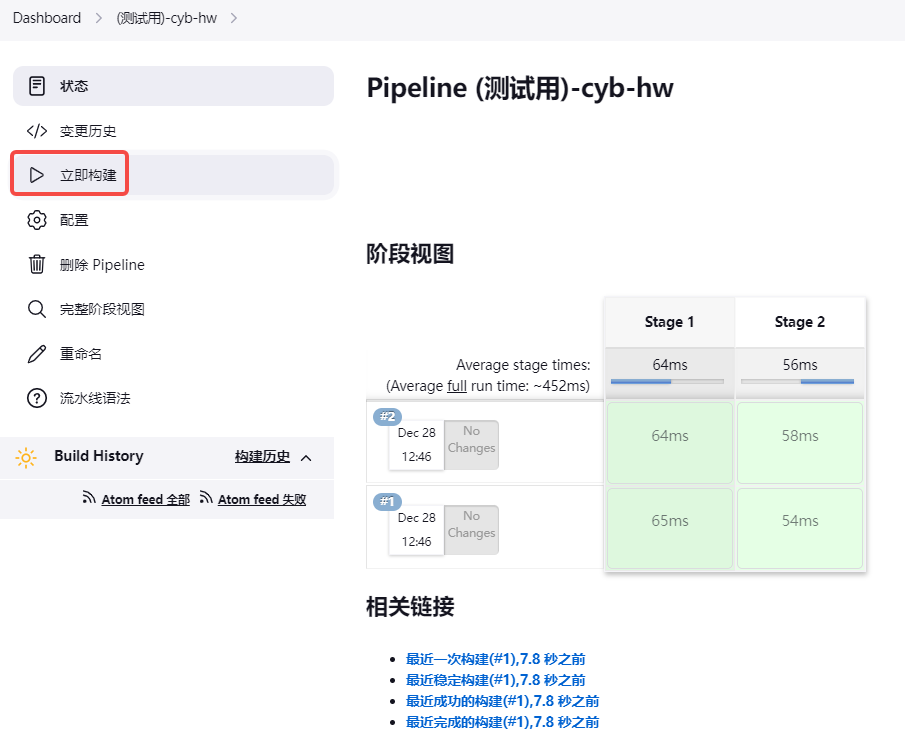 Dashboard
(测试用)-cyb-hw
状态
变更历史
立即构建
配置
删除 Pipeline
完整阶段视图
重命名
流水线语法
Build History
构建历史
Atom feed 全部
Atom feed 失败
Pipeline (测试用)-cyb-hw
阶段视图
Stage 1
Stage 2
Average stage times:
(Average full run time: ~452ms)
64ms
56ms
#2
Dec 28
12:46
No
Changes
64ms
58ms
#1
Dec 28
12:46
No
Changes
65ms
54ms
相关链接
最近一次构建(#1),7.8 秒之前
最近稳定构建(#1),7.8 秒之前
最近成功的构建(#1),7.8 秒之前
最近完成的构建(#1),7.8 秒之前